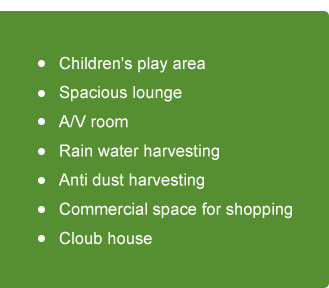 Children's play area
Spacious lounge
A/V room
Rain water harvesting
Anti dust harvesting
Commercial space for shopping
Cloub house